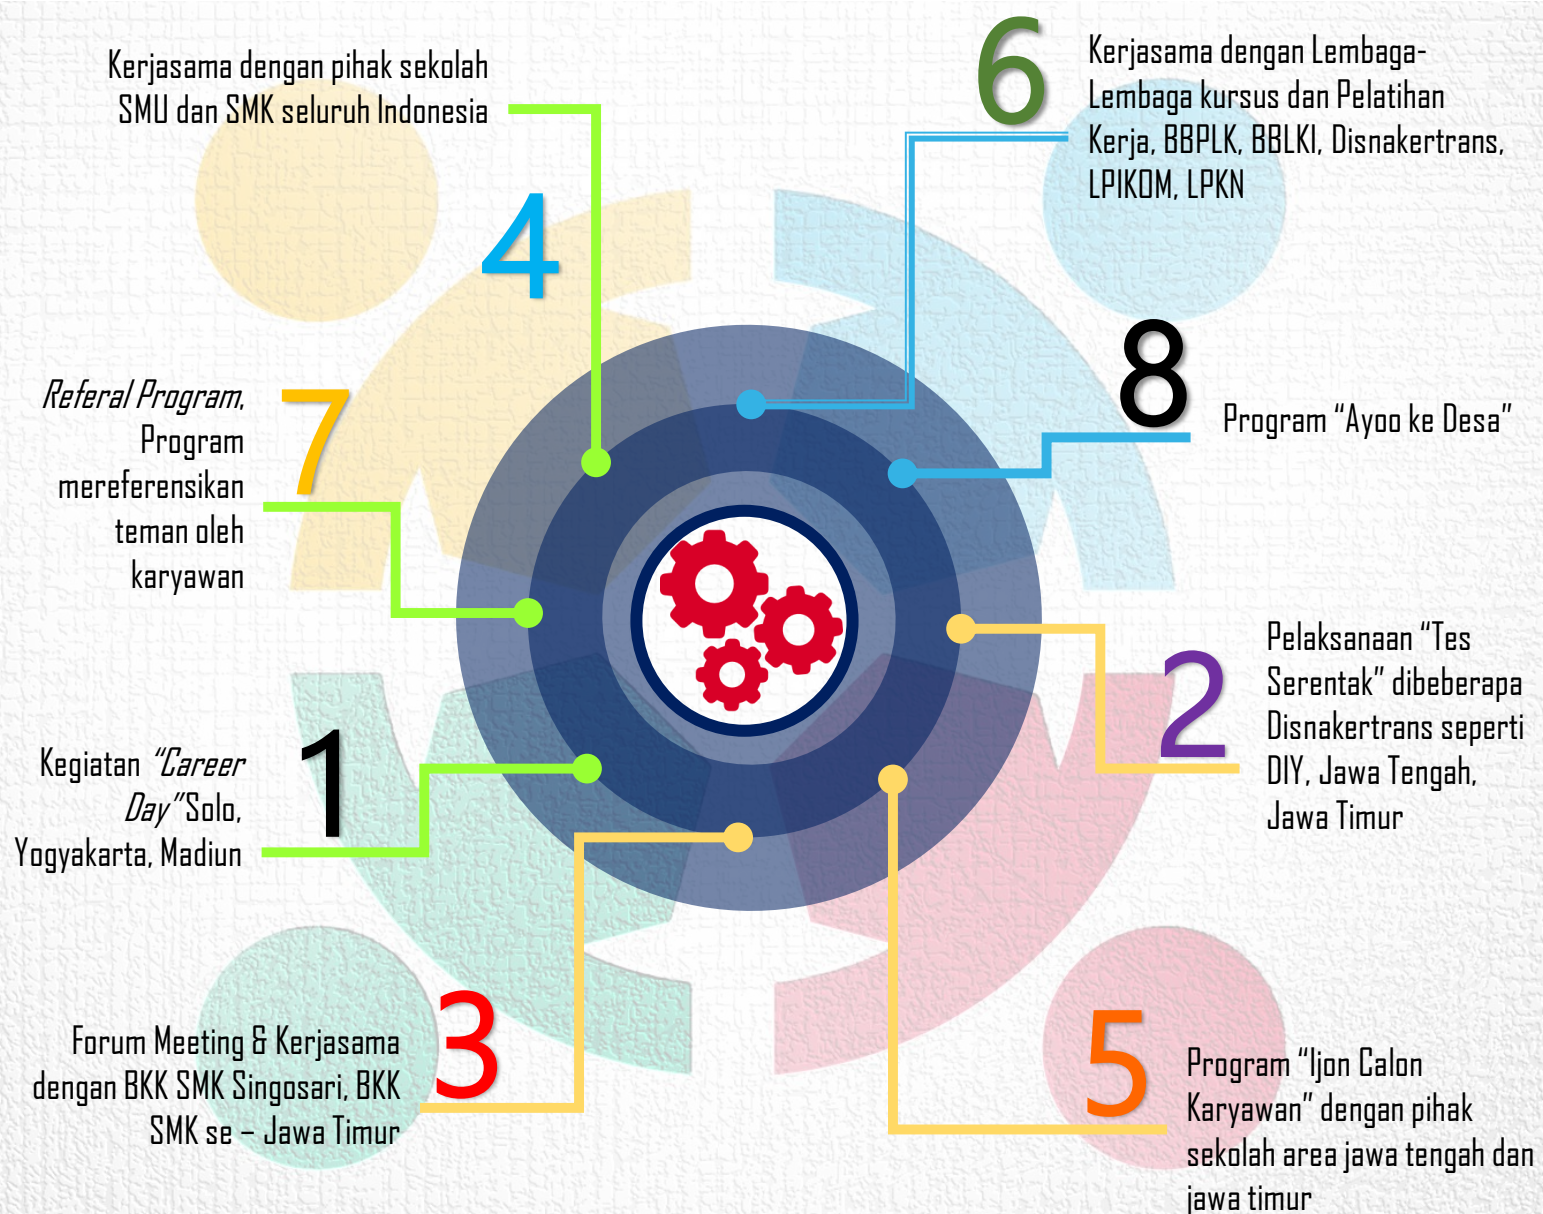 Kerjasama dengan pihak sekolah
SMU dan SMK seluruh Indonesia
4
6
Kerjasama dengan Lembaga-
Lembaga kursus dan Pelatihan
Kerja, BBPLK, BBLKI, Disnakertrans,
LPIKOM, LPKN
7
Referal Program,
Program
mereferensikan
teman oleh
karyawan
8
Program “Ayoo ke Desa”
1
Kegiatan “Career
Day” Solo,
Yogyakarta, Madiun
2
Pelaksanaan “Tes
Serentak” dibeberapa
Disnakertrans seperti
DIY, Jawa Tengah,
Jawa Timur
3
Forum Meeting & Kerjasama
dengan BKK SMK Singosari, BKK
SMK se – Jawa Timur
5
Program “Ijon Calon
Karyawan” dengan pihak
sekolah area jawa tengah dan
jawa timur